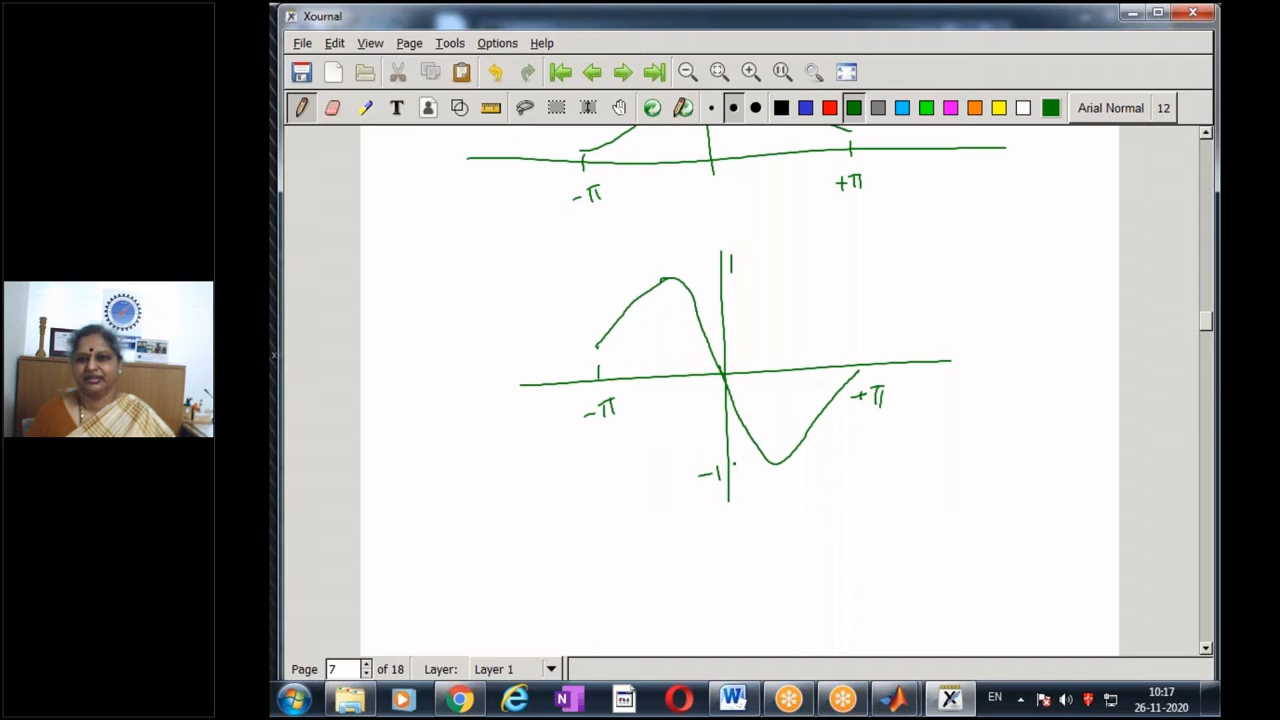 Xournal
File Edit View Page Tools Options Help
Arial Normal 12
-π +π
1
-π +π
-1
Page 7 of 18 Layer: Layer 1
EN 10:17
26-11-2020